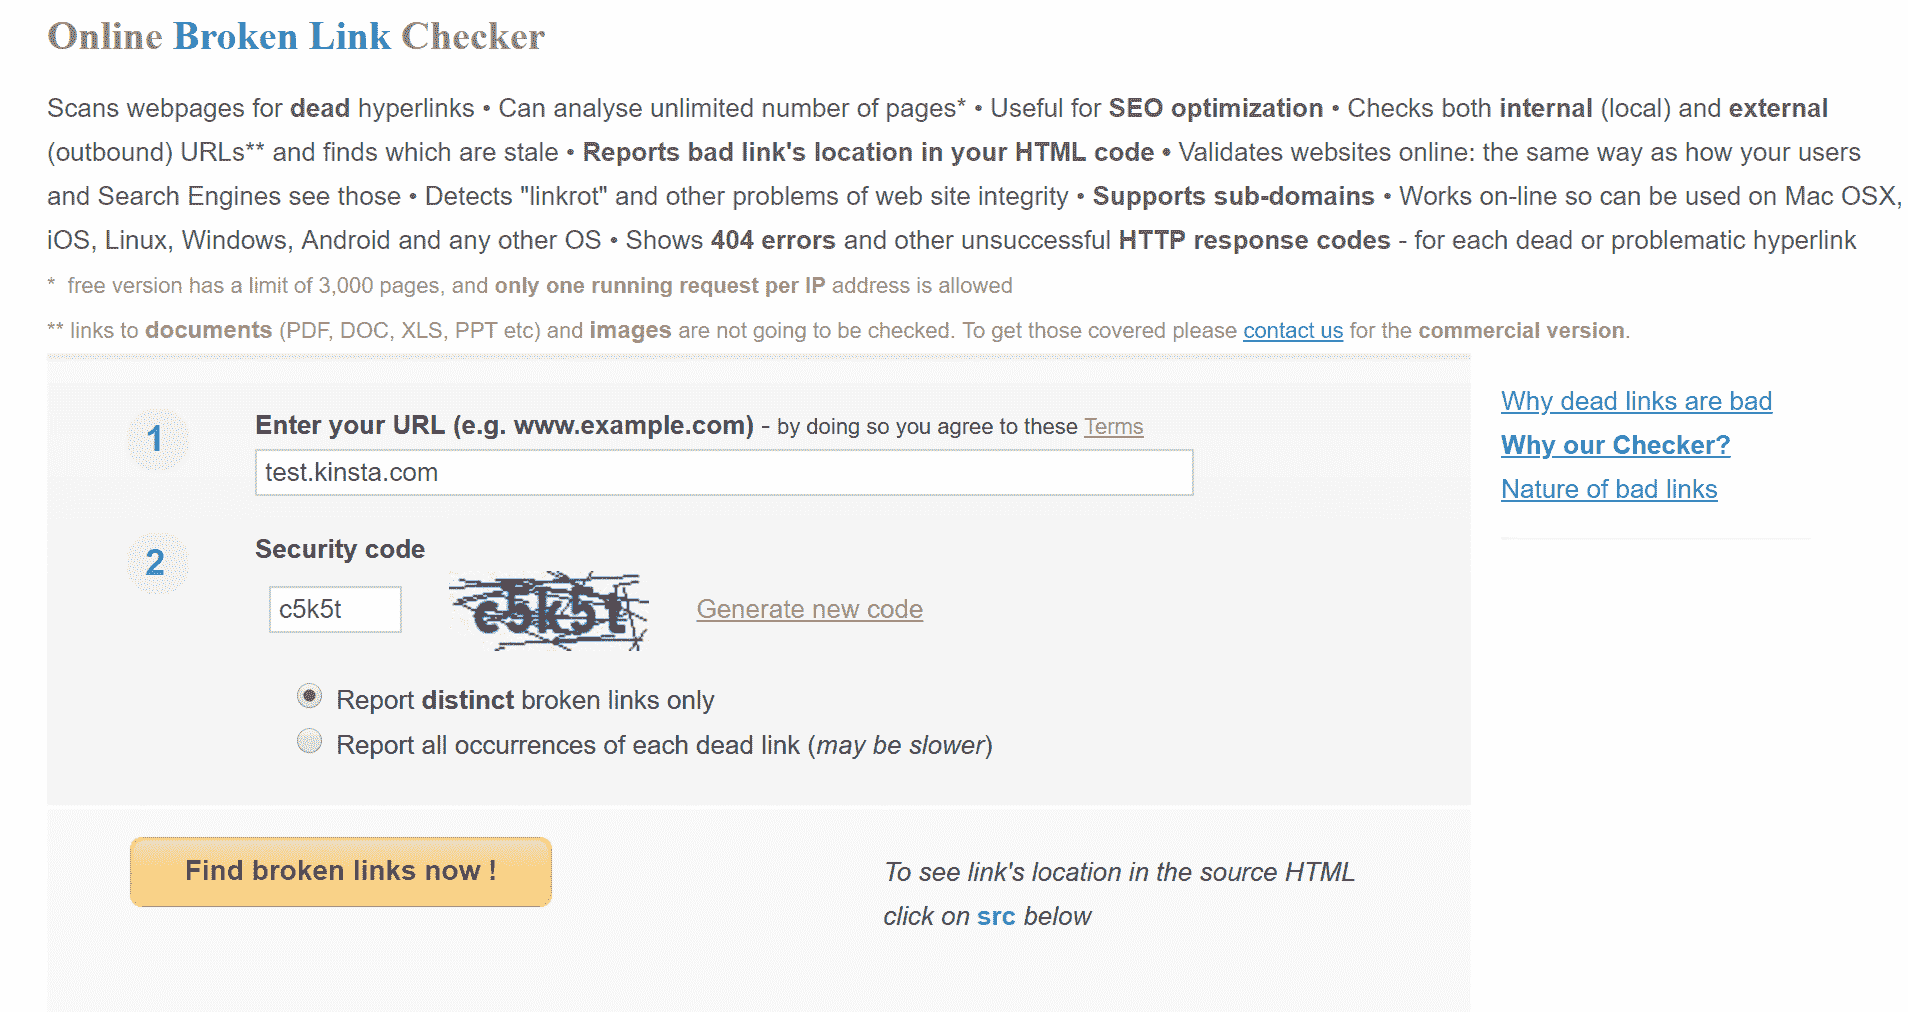 Online Broken Link Checker
Scans webpages for dead hyperlinks • Can analyse unlimited number of pages* • Useful for SEO optimization • Checks both internal (local) and external
(outbound) URLs** and finds which are stale • Reports bad link's location in your HTML code • Validates websites online: the same way as how your users
and Search Engines see those • Detects "linkrot" and other problems of web site integrity • Supports sub-domains • Works on-line so can be used on Mac OSX,
iOS, Linux, Windows, Android and any other OS • Shows 404 errors and other unsuccessful HTTP response codes - for each dead or problematic hyperlink
* free version has a limit of 3,000 pages, and only one running request per IP address is allowed
** links to documents (PDF, DOC, XLS, PPT etc) and images are not going to be checked. To get those covered please contact us for the commercial version.
1
Enter your URL (e.g. www.example.com) - by doing so you agree to these Terms
test.kinsta.com
2
Security code
c5k5t c5k5t Generate new code
Report distinct broken links only
Report all occurrences of each dead link (may be slower)
Find broken links now !
To see link's location in the source HTML
click on src below
Why dead links are bad
Why our Checker?
Nature of bad links